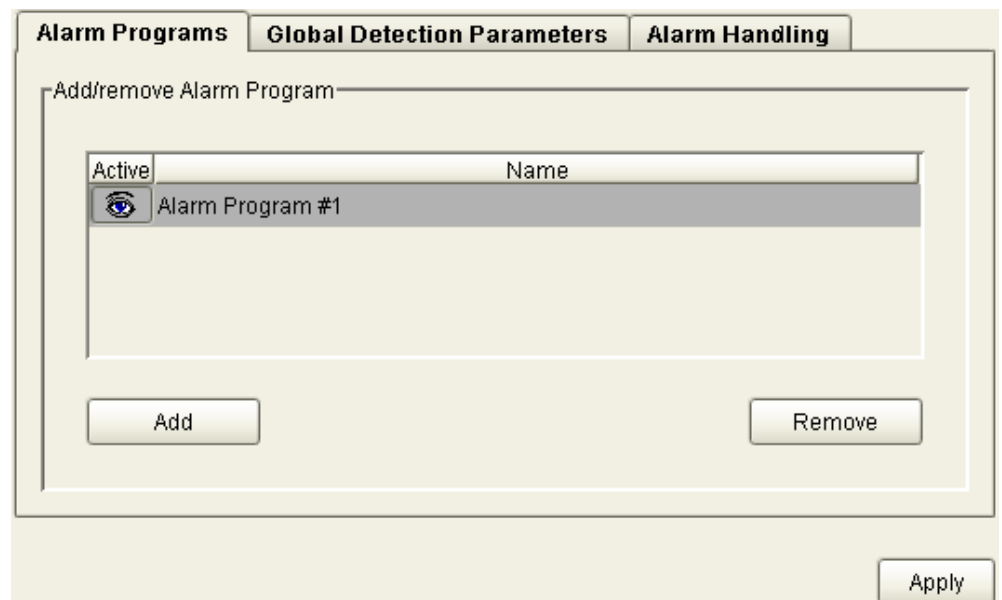 Alarm Programs Global Detection Parameters Alarm Handling
Add/remove Alarm Program
Active Name
Alarm Program #1
Add Remove
Apply